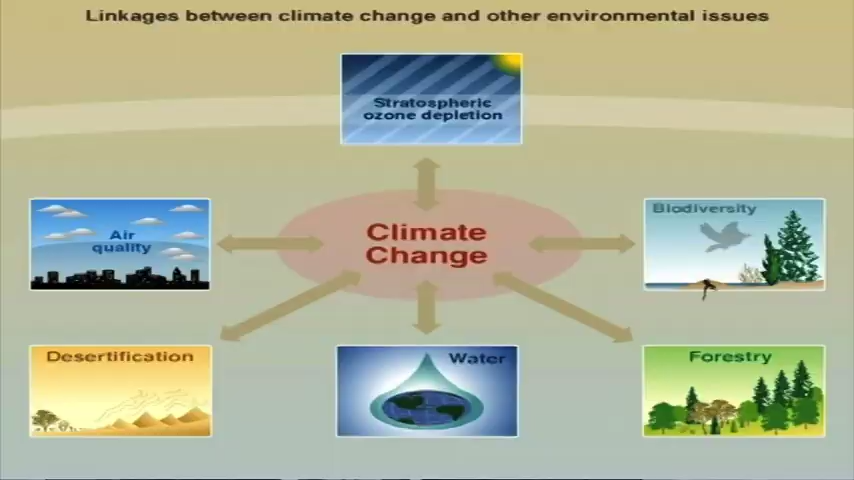 Linkages between climate change and other environmental issues
Stratospheric
ozone depletion
Air
quality
Climate
Change
Biodiversity
Desertification
Water
Forestry